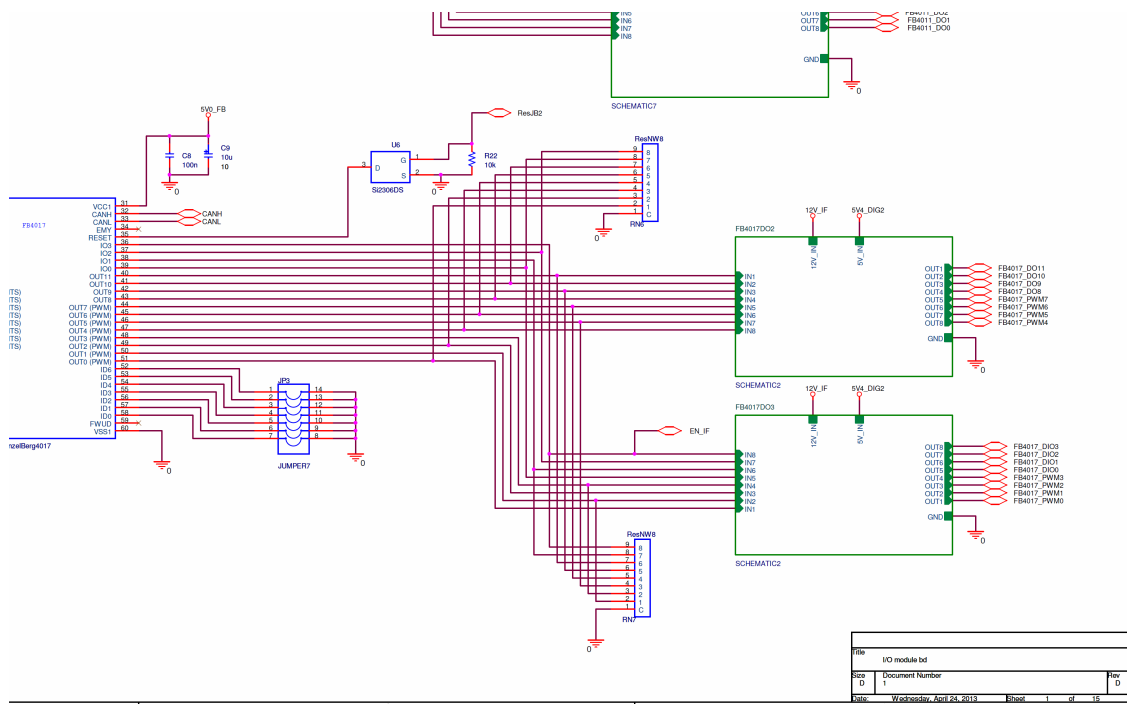 IN5
IN6
IN7
IN8
OUT6
OUT7
OUT8
GND
FB4011_DO2
FB4011_DO1
FB4011_DO0
0
SCHEMATIC7
5V0_FB
C8
100n
C9
10u
10
0
U6
3
D
G
S
1
2
Si2306DS
0
R22
10k
ResJB2
ResNW8
9 8
8 7
7 6
6 5
5 4
4 3
3 2
2 1
1 C
RN6
0
FB4017
VCC1 31
CANH 32
CANL 33
EMY 34
RESET 35
IO3 36
IO2 37
IO1 38
IO0 39
OUT11 40
OUT10 41
OUT9 42
OUT8 43
OUT7 (PWM) 44
OUT6 (PWM) 45
OUT5 (PWM) 46
OUT4 (PWM) 47
OUT3 (PWM) 48
OUT2 (PWM) 49
OUT1 (PWM) 50
OUT0 (PWM) 51
ID6 52
ID5 53
ID4 54
ID3 55
ID2 56
ID1 57
ID0 58
FWUD 59
VSS1 60
CANH
CANL
ITS)
ITS)
ITS)
ITS)
ITS)
ITS)
ITS)
ITS)
nzelBerg4017
0
JP3
1 14
2 13
3 12
4 11
5 10
6 9
7 8
JUMPER7
0
12V_IF
5V4_DIG2
FB4017DO2
12V_IN
5V_IN
IN1
IN2
IN3
IN4
IN5
IN6
IN7
IN8
OUT1
OUT2
OUT3
OUT4
OUT5
OUT6
OUT7
OUT8
GND
FB4017_DO11
FB4017_DO10
FB4017_DO9
FB4017_DO8
FB4017_PWM7
FB4017_PWM6
FB4017_PWM5
FB4017_PWM4
0
SCHEMATIC2
12V_IF
5V4_DIG2
FB4017DO3
12V_IN
5V_IN
EN_IF
IN8
IN7
IN6
IN5
IN4
IN3
IN2
IN1
OUT8
OUT7
OUT6
OUT5
OUT4
OUT3
OUT2
OUT1
GND
FB4017_DIO3
FB4017_DIO2
FB4017_DIO1
FB4017_DIO0
FB4017_PWM3
FB4017_PWM2
FB4017_PWM1
FB4017_PWM0
0
SCHEMATIC2
ResNW8
9 8
8 7
7 6
6 5
5 4
4 3
3 2
2 1
1 C
RN7
0
Title
I/O module bd
Size
D
Document Number
1
Rev
D
Date: Wednesday, April 24, 2013 Sheet 1 of 15